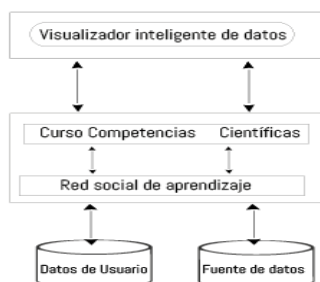 Visualizador inteligente de datos
Curso Competencias Científicas
Red social de aprendizaje
Datos de Usuario
Fuente de datos